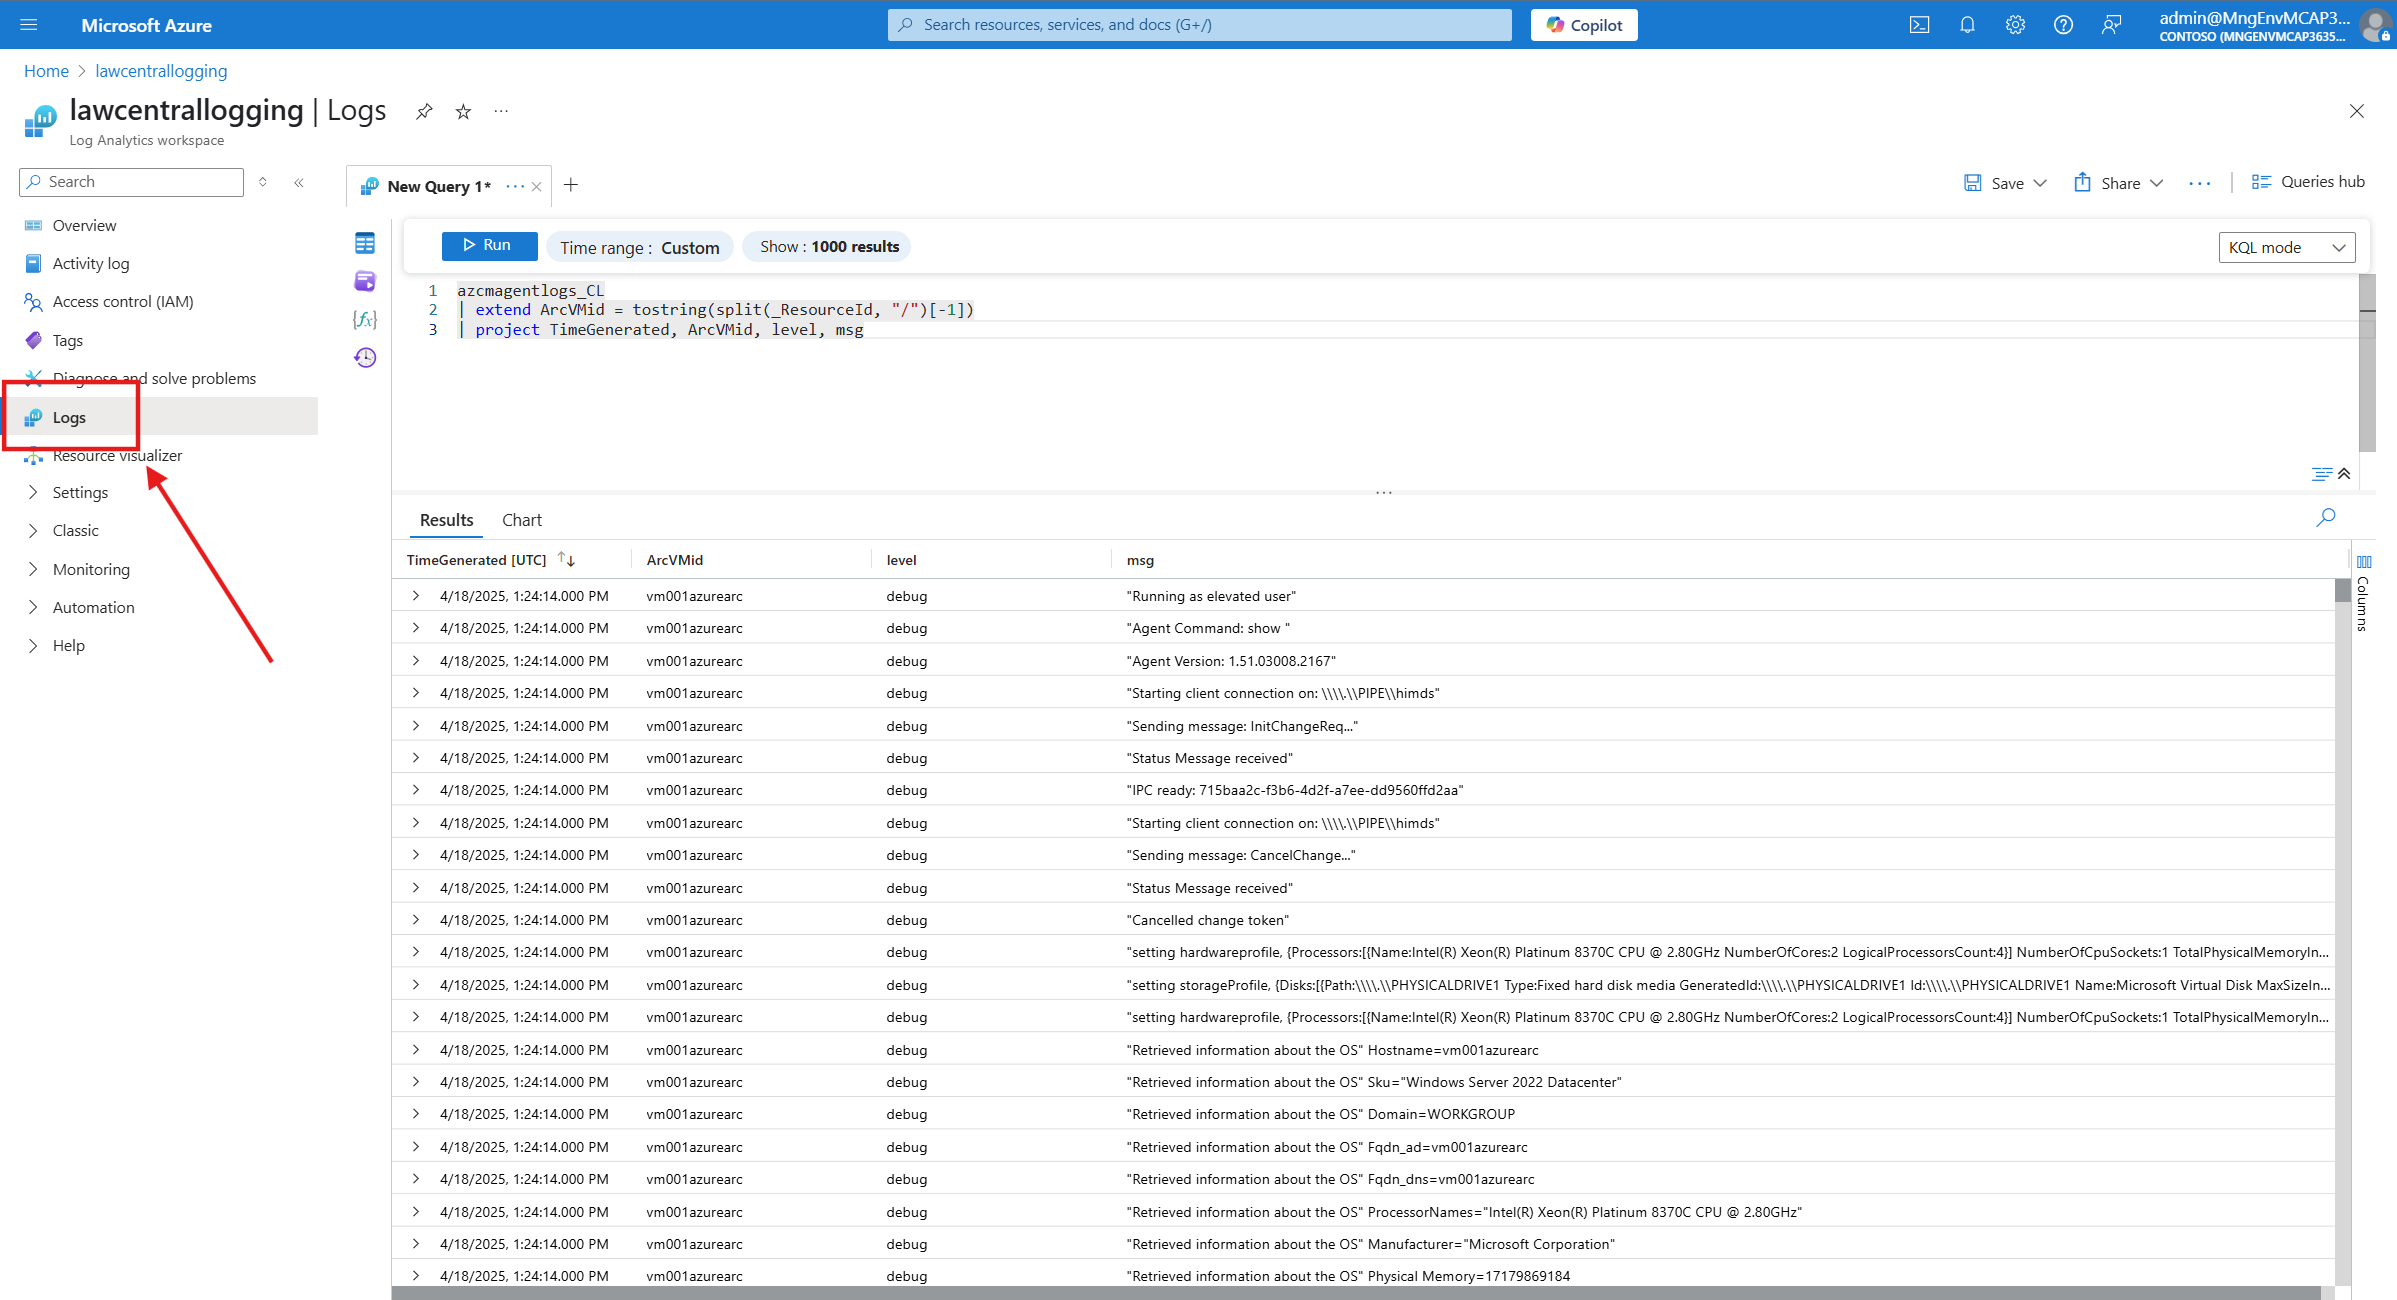 Microsoft Azure
Search resources, services, and docs (G+/)
Copilot
admin@MngEnvMCAP3...
CONTOSO (MNGENVMCAP3635...
Home > lawcentrallogging
lawcentrallogging | Logs
Log Analytics workspace
Search
Overview
Activity log
Access control (IAM)
Tags
Diagnose and solve problems
Logs
Resource visualizer
Settings
Classic
Monitoring
Automation
Help
New Query 1*
Save
Share
Queries hub
Run
Time range : Custom
Show : 1000 results
KQL mode
1 azcmagentlogs_CL
2 | extend ArcVMid = tostring(split(_ResourceId, "/")[-1])
3 | project TimeGenerated, ArcVMid, level, msg
Results Chart
TimeGenerated [UTC] ArcVMid level msg
Columns
4/18/2025, 1:24:14.000 PM vm001azurearc debug "Running as elevated user"
4/18/2025, 1:24:14.000 PM vm001azurearc debug "Agent Command: show "
4/18/2025, 1:24:14.000 PM vm001azurearc debug "Agent Version: 1.51.03008.2167"
4/18/2025, 1:24:14.000 PM vm001azurearc debug "Starting client connection on: \\\\.\\PIPE\\himds"
4/18/2025, 1:24:14.000 PM vm001azurearc debug "Sending message: InitChangeReq..."
4/18/2025, 1:24:14.000 PM vm001azurearc debug "Status Message received"
4/18/2025, 1:24:14.000 PM vm001azurearc debug "IPC ready: 715baa2c-f3b6-4d2f-a7ee-dd9560ffd2aa"
4/18/2025, 1:24:14.000 PM vm001azurearc debug "Starting client connection on: \\\\.\\PIPE\\himds"
4/18/2025, 1:24:14.000 PM vm001azurearc debug "Sending message: CancelChange..."
4/18/2025, 1:24:14.000 PM vm001azurearc debug "Status Message received"
4/18/2025, 1:24:14.000 PM vm001azurearc debug "Cancelled change token"
4/18/2025, 1:24:14.000 PM vm001azurearc debug "setting hardwareprofile, {Processors:[{Name:Intel(R) Xeon(R) Platinum 8370C CPU @ 2.80GHz NumberOfCores:2 LogicalProcessorsCount:4}] NumberOfCpuSockets:1 TotalPhysicalMemoryIn...
4/18/2025, 1:24:14.000 PM vm001azurearc debug "setting storageProfile, {Disks:[{Path:\\\\.\\PHYSICALDRIVE1 Type:Fixed hard disk media GeneratedId:\\\\.\\PHYSICALDRIVE1 Id:\\\\.\\PHYSICALDRIVE1 Name:Microsoft Virtual Disk MaxSizeIn...
4/18/2025, 1:24:14.000 PM vm001azurearc debug "setting hardwareprofile, {Processors:[{Name:Intel(R) Xeon(R) Platinum 8370C CPU @ 2.80GHz NumberOfCores:2 LogicalProcessorsCount:4}] NumberOfCpuSockets:1 TotalPhysicalMemoryIn...
4/18/2025, 1:24:14.000 PM vm001azurearc debug "Retrieved information about the OS" Hostname=vm001azurearc
4/18/2025, 1:24:14.000 PM vm001azurearc debug "Retrieved information about the OS" Sku="Windows Server 2022 Datacenter"
4/18/2025, 1:24:14.000 PM vm001azurearc debug "Retrieved information about the OS" Domain=WORKGROUP
4/18/2025, 1:24:14.000 PM vm001azurearc debug "Retrieved information about the OS" Fqdn_ad=vm001azurearc
4/18/2025, 1:24:14.000 PM vm001azurearc debug "Retrieved information about the OS" Fqdn_dns=vm001azurearc
4/18/2025, 1:24:14.000 PM vm001azurearc debug "Retrieved information about the OS" ProcessorNames="Intel(R) Xeon(R) Platinum 8370C CPU @ 2.80GHz"
4/18/2025, 1:24:14.000 PM vm001azurearc debug "Retrieved information about the OS" Manufacturer="Microsoft Corporation"
4/18/2025, 1:24:14.000 PM vm001azurearc debug "Retrieved information about the OS" Physical Memory=17179869184